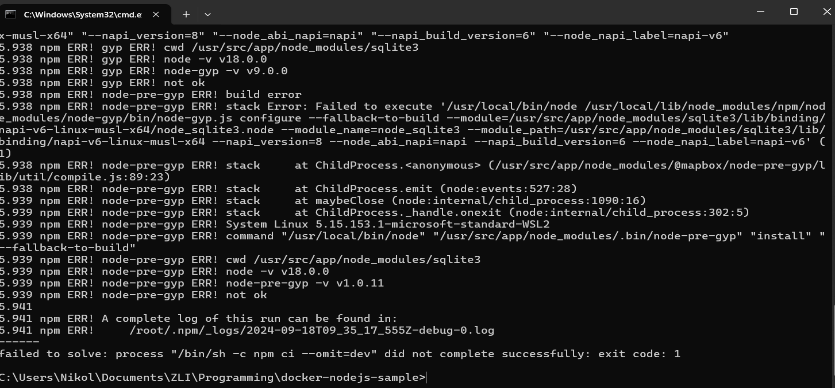 C:\Windows\System32\cmd.e
x-musl-x64" "--napi_version=8" "--node_abi_napi=napi" "--napi_build_version=6" "--node_napi_label=napi-v6"
5.938 npm ERR! gyp ERR! cwd /usr/src/app/node_modules/sqlite3
5.938 npm ERR! gyp ERR! node -v v18.0.0
5.938 npm ERR! gyp ERR! node-gyp -v v9.0.0
5.938 npm ERR! gyp ERR! not ok
5.938 npm ERR! node-pre-gyp ERR! build error
5.938 npm ERR! node-pre-gyp ERR! stack Error: Failed to execute '/usr/local/bin/node /usr/local/lib/node_modules/npm/nod
e_modules/node-gyp/bin/node-gyp.js configure --fallback-to-build --module=/usr/src/app/node_modules/sqlite3/lib/binding/
napi-v6-linux-musl-x64/node_sqlite3.node --module_name=node_sqlite3 --module_path=/usr/src/app/node_modules/sqlite3/lib/
binding/napi-v6-linux-musl-x64 --napi_version=8 --node_abi_napi=napi --napi_build_version=6 --node_napi_label=napi-v6' (
1)
5.938 npm ERR! node-pre-gyp ERR! stack     at ChildProcess.<anonymous> (/usr/src/app/node_modules/@mapbox/node-pre-gyp/l
ib/util/compile.js:89:23)
5.938 npm ERR! node-pre-gyp ERR! stack     at ChildProcess.emit (node:events:527:28)
5.939 npm ERR! node-pre-gyp ERR! stack     at maybeClose (node:internal/child_process:1090:16)
5.939 npm ERR! node-pre-gyp ERR! stack     at ChildProcess._handle.onexit (node:internal/child_process:302:5)
5.939 npm ERR! node-pre-gyp ERR! System Linux 5.15.153.1-microsoft-standard-WSL2
5.939 npm ERR! node-pre-gyp ERR! command "/usr/local/bin/node" "/usr/src/app/node_modules/.bin/node-pre-gyp" "install" "
--fallback-to-build"
5.939 npm ERR! node-pre-gyp ERR! cwd /usr/src/app/node_modules/sqlite3
5.939 npm ERR! node-pre-gyp ERR! node -v v18.0.0
5.939 npm ERR! node-pre-gyp ERR! node-pre-gyp -v v1.0.11
5.939 npm ERR! node-pre-gyp ERR! not ok
5.941
5.941 npm ERR! A complete log of this run can be found in:
5.941 npm ERR!     /root/.npm/_logs/2024-09-18T09_35_17_555Z-debug-0.log
------
failed to solve: process "/bin/sh -c npm ci --omit=dev" did not complete successfully: exit code: 1
C:\Users\Nikol\Documents\ZLI\Programming\docker-nodejs-sample>